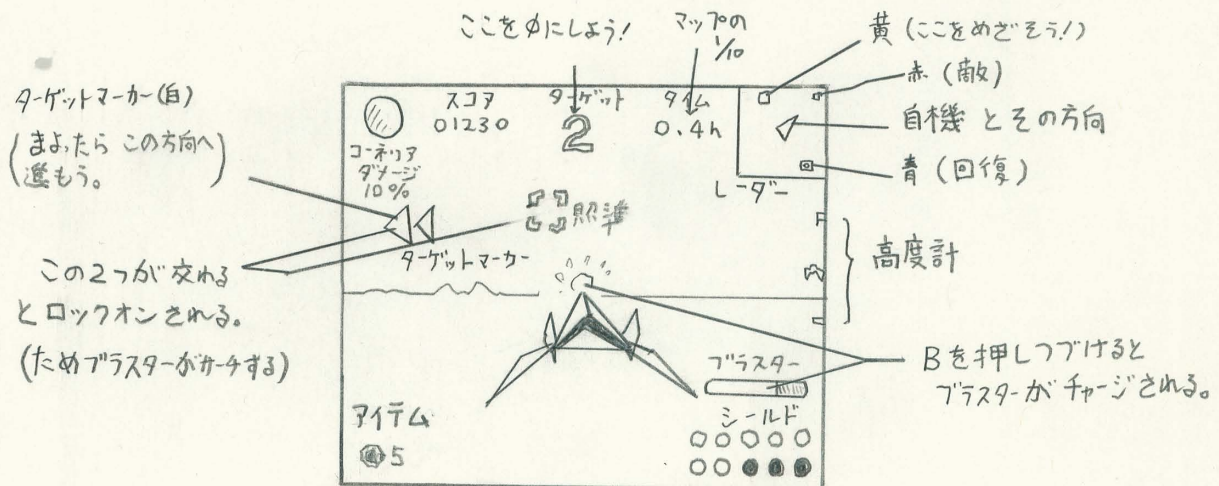 ここを0にしよう!
マップの
1/10
黄 (ここをめざそう!)
赤 (敵)
自機 とその方向
青 (回復)
高度計
Bを押しつづけると
ブラスターが チャージされる。
ターゲットマーカー(白)
(まよったら この方向へ
進もう。)
この2つが交わる
とロックオンされる。
(ためブラスターがサーチする)
コーネリア
ダメージ
10%
スコア
01230
ターゲット
2
タイム
0.4h
レーダー
照準
ターゲットマーカー
ブラスター
シールド
アイテム
5